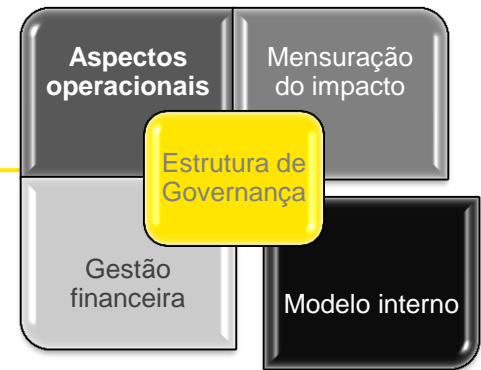 Aspectos
operacionais
Mensuração
do impacto
Estrutura de
Governança
Gestão
financeira
Modelo interno